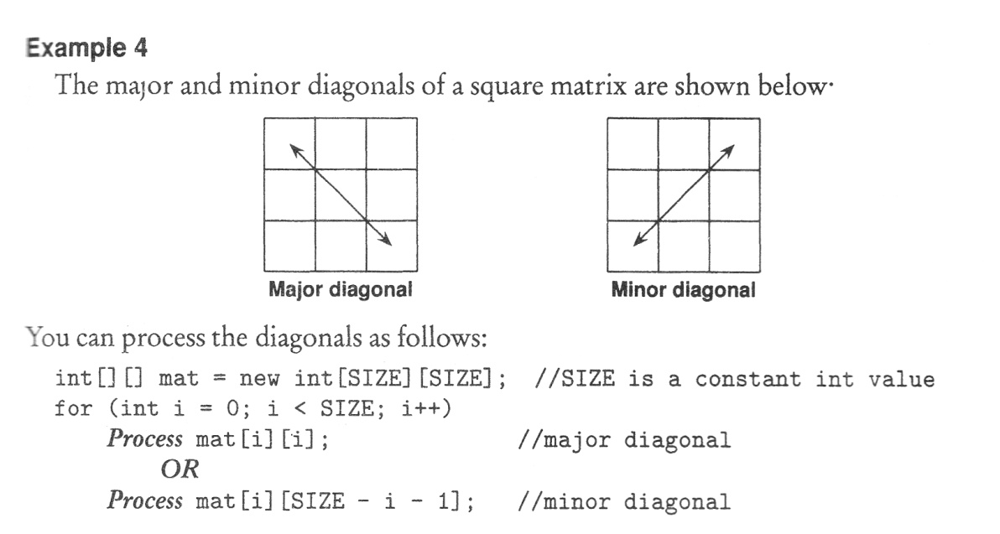 Example 4
The major and minor diagonals of a square matrix are shown below·
Major diagonal
Minor diagonal
You can process the diagonals as follows:
int[][] mat = new int[SIZE][SIZE]; //SIZE is a constant int value
for (int i = 0; i < SIZE; i++)
Process mat[i][i]; //major diagonal
OR
Process mat[i][SIZE - i - 1]; //minor diagonal